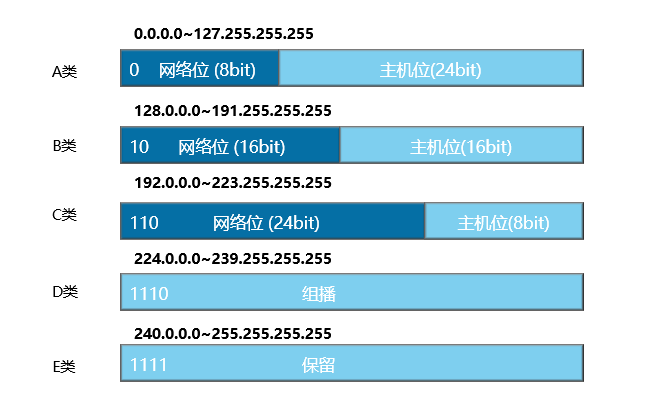 0.0.0.0~127.255.255.255
A类
0 网络位 (8bit) 主机位(24bit)
128.0.0.0~191.255.255.255
B类
10 网络位 (16bit) 主机位(16bit)
192.0.0.0~223.255.255.255
C类
110 网络位 (24bit) 主机位(8bit)
224.0.0.0~239.255.255.255
D类
1110 组播
240.0.0.0~255.255.255.255
E类
1111 保留